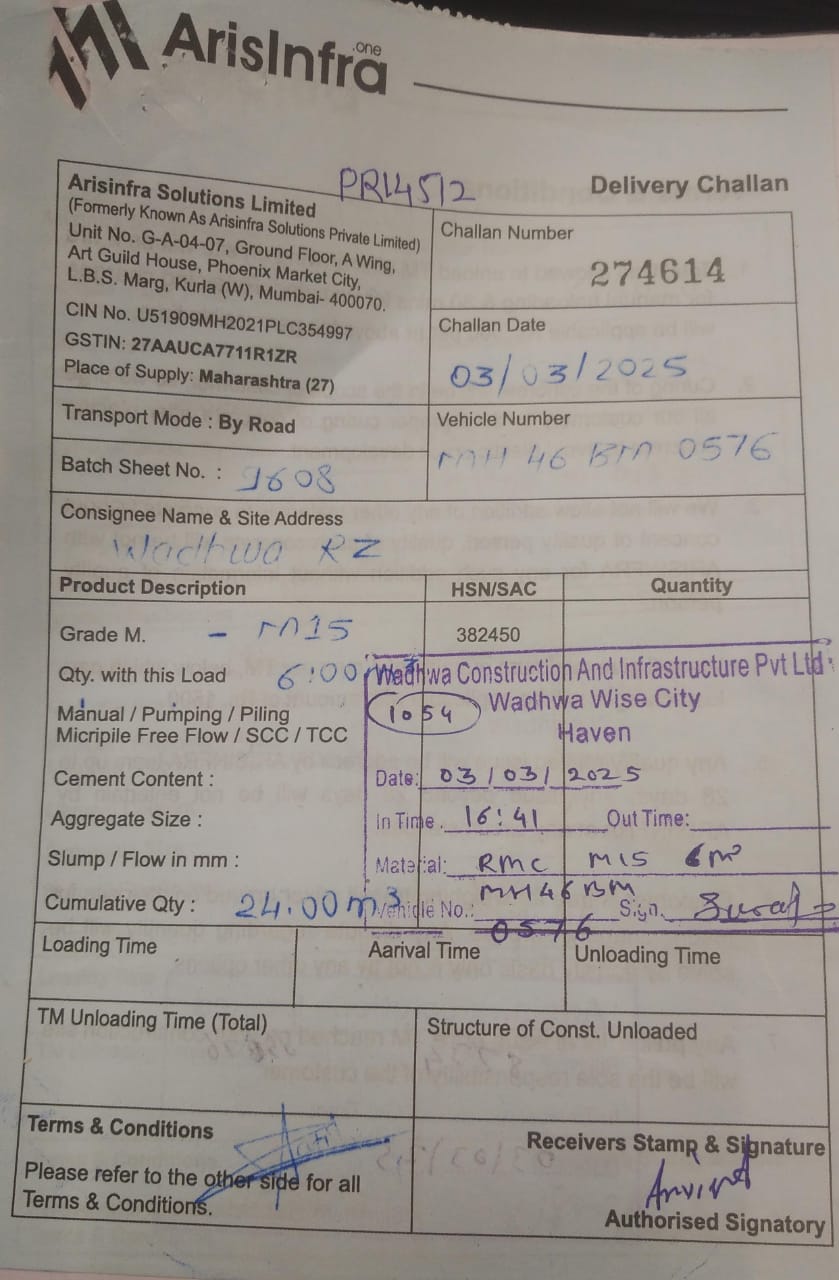 ArisInfra
.one
PR14512
Delivery Challan
Arisinfra Solutions Limited
(Formerly Known As Arisinfra Solutions Private Limited)
Unit No. G-A-04-07, Ground Floor, A Wing,
Art Guild House, Phoenix Market City,
L.B.S. Marg, Kurla (W), Mumbai- 400070.
CIN No. U51909MH2021PLC354997
GSTIN: 27AAUCA7711R1ZR
Place of Supply: Maharashtra (27)
Challan Number
274614
Challan Date
03/03/2025
Transport Mode : By Road
Vehicle Number
MH 46 BM 0576
Batch Sheet No. : 9608
Consignee Name & Site Address
Wadhwa RZ
Product Description HSN/SAC Quantity
Grade M. - M15 382450
Qty. with this Load 6:00 m³
Manual / Pumping / Piling
Micripile Free Flow / SCC / TCC
Cement Content :
Aggregate Size :
Slump / Flow in mm :
Cumulative Qty : 24.00m³
Wadhwa Construction And Infrastructure Pvt Ltd
1054 Wadhwa Wise City
Haven
Date: 03/03/2025
In Time. 16:41 Out Time:
Material: RMC M15 6m³
Vehicle No.: MH46BM 0576 Sign.
Loading Time Aarival Time Unloading Time
TM Unloading Time (Total) Structure of Const. Unloaded
Terms & Conditions
Please refer to the other side for all
Terms & Conditions.
Receivers Stamp & Signature
Authorised Signatory